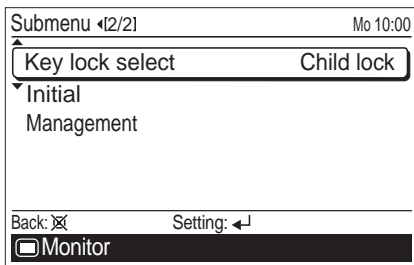 Submenu [2/2] Mo 10:00
Key lock select Child lock
Initial
Management
Back: Setting:
Monitor